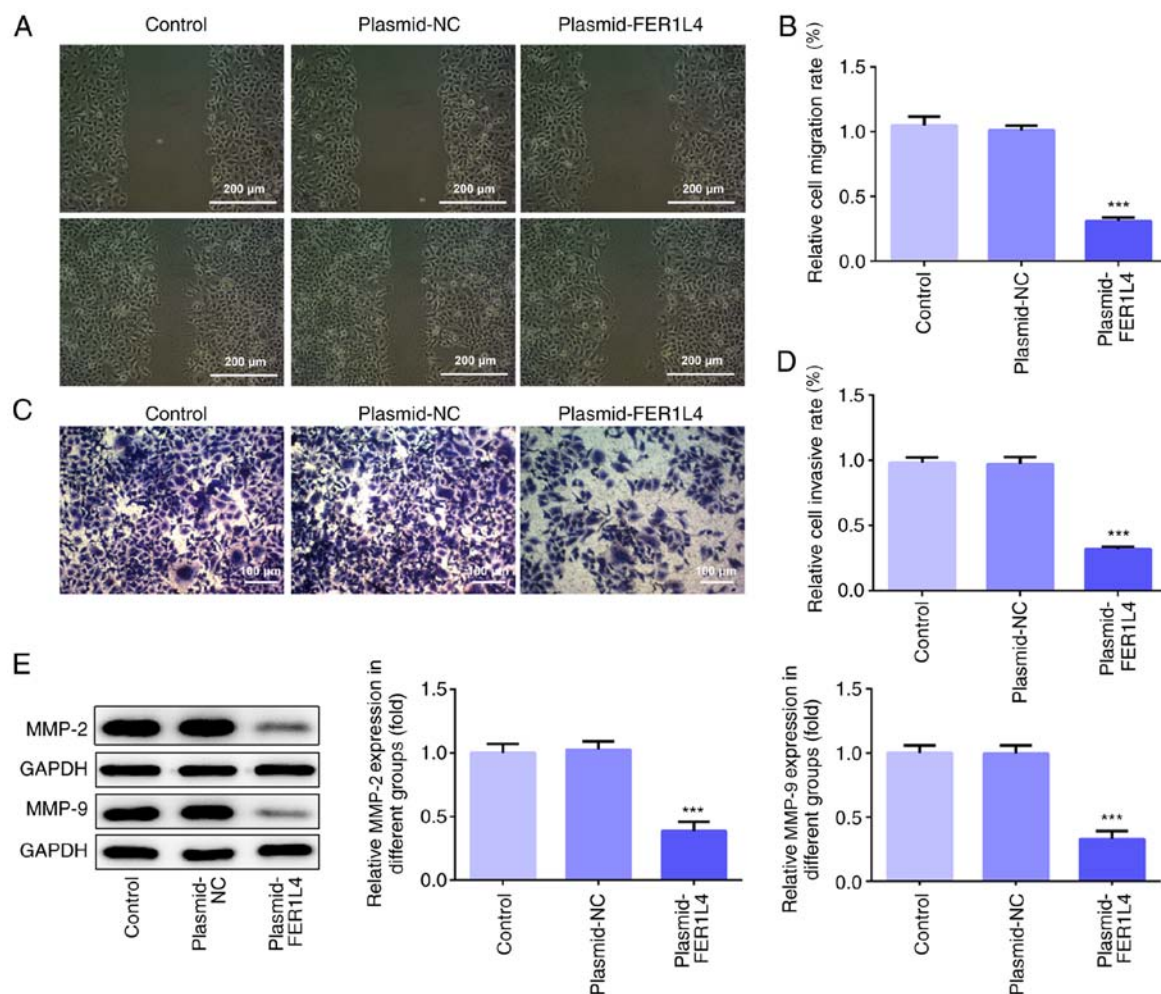 A
Control
Plasmid-NC
Plasmid-FER1L4
200 μm
200 μm
200 μm
200 μm
200 μm
200 μm
B
Relative cell migration rate (%)
1.5
1.0
0.5
0.0
***
Control
Plasmid-NC
Plasmid-
FER1L4
C
Control
Plasmid-NC
Plasmid-FER1L4
100 μm
100 μm
100 μm
D
Relative cell invasive rate (%)
1.5
1.0
0.5
0.0
***
Control
Plasmid-NC
Plasmid-
FER1L4
E
MMP-2
GAPDH
MMP-9
GAPDH
Control
Plasmid-
NC
Plasmid-
FER1L4
Relative MMP-2 expression in
different groups (fold)
1.5
1.0
0.5
0.0
***
Control
Plasmid-NC
Plasmid-
FER1L4
Relative MMP-9 expression in
different groups (fold)
1.5
1.0
0.5
0.0
***
Control
Plasmid-NC
Plasmid-
FER1L4